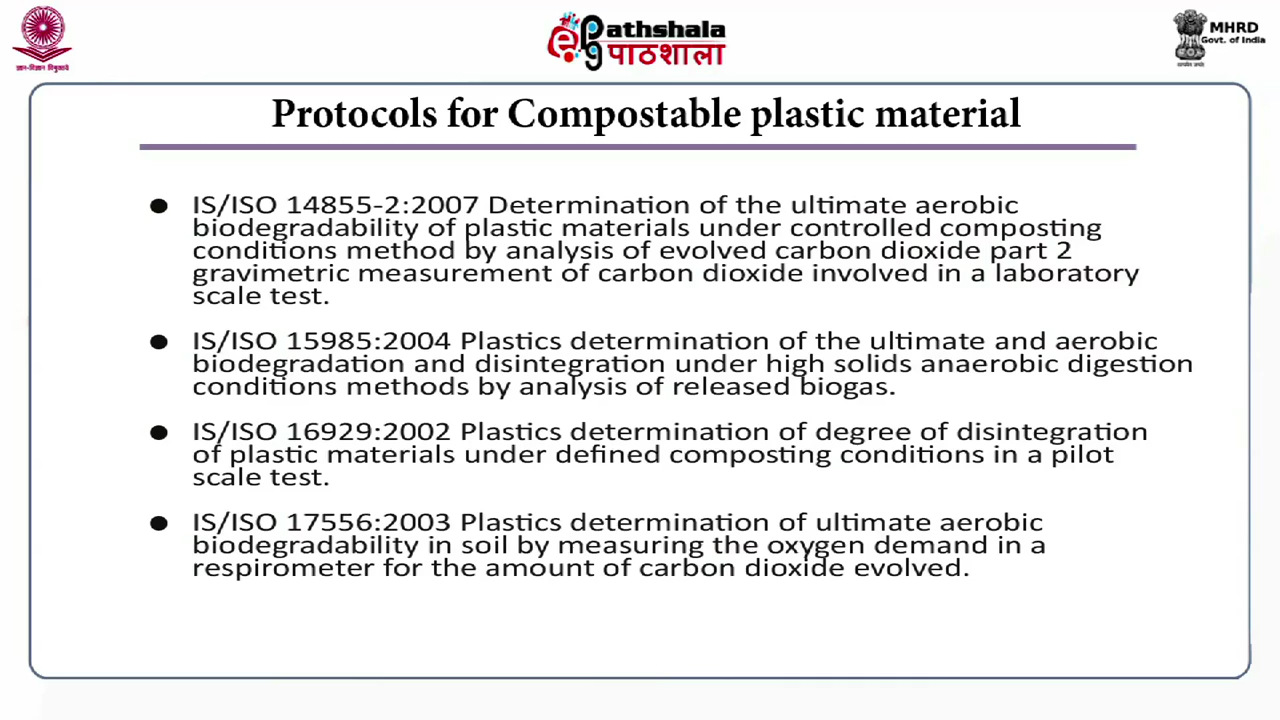 ज्ञान-विज्ञान विमुक्तये
ePathshala
पाठशाला
MHRD
Govt. of India
सत्यमेव जयते
Protocols for Compostable plastic material
● IS/ISO 14855-2:2007 Determination of the ultimate aerobic
biodegradability of plastic materials under controlled composting
conditions method by analysis of evolved carbon dioxide part 2
gravimetric measurement of carbon dioxide involved in a laboratory
scale test.
● IS/ISO 15985:2004 Plastics determination of the ultimate and aerobic
biodegradation and disintegration under high solids anaerobic digestion
conditions methods by analysis of released biogas.
● IS/ISO 16929:2002 Plastics determination of degree of disintegration
of plastic materials under defined composting conditions in a pilot
scale test.
● IS/ISO 17556:2003 Plastics determination of ultimate aerobic
biodegradability in soil by measuring the oxygen demand in a
respirometer for the amount of carbon dioxide evolved.